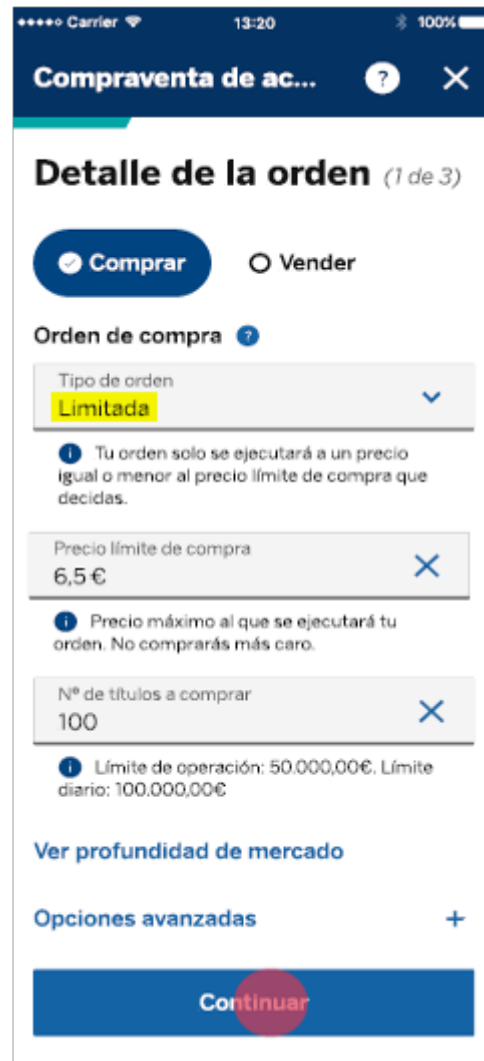 Carrier 13:20 100%
Compraventa de ac... ?
Detalle de la orden (1 de 3)
Comprar Vender
Orden de compra ?
Tipo de orden
Limitada
i Tu orden solo se ejecutará a un precio
igual o menor al precio límite de compra que
decidas.
Precio límite de compra
6,5 €
i Precio máximo al que se ejecutará tu
orden. No comprarás más caro.
Nº de títulos a comprar
100
i Límite de operación: 50.000,00€. Límite
diario: 100.000,00€
Ver profundidad de mercado
Opciones avanzadas +
Continuar